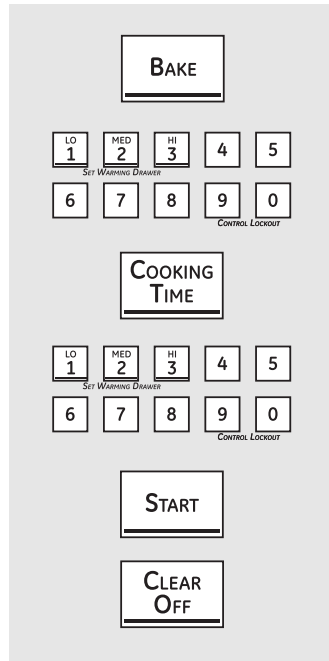 BAKE
LO MED HI
1 2 3 4 5
SET WARMING DRAWER
6 7 8 9 0
CONTROL LOCKOUT
COOKING
TIME
LO MED HI
1 2 3 4 5
SET WARMING DRAWER
6 7 8 9 0
CONTROL LOCKOUT
START
CLEAR
OFF